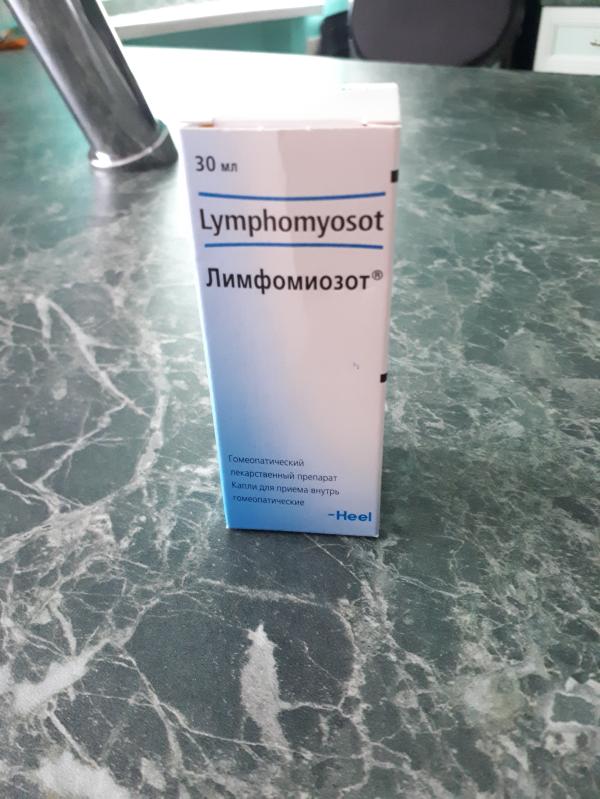 30 мл
Lymphomyosot
Лимфомиозот®
Гомеопатический
лекарственный препарат
Капли для приема внутрь
гомеопатические
-Heel